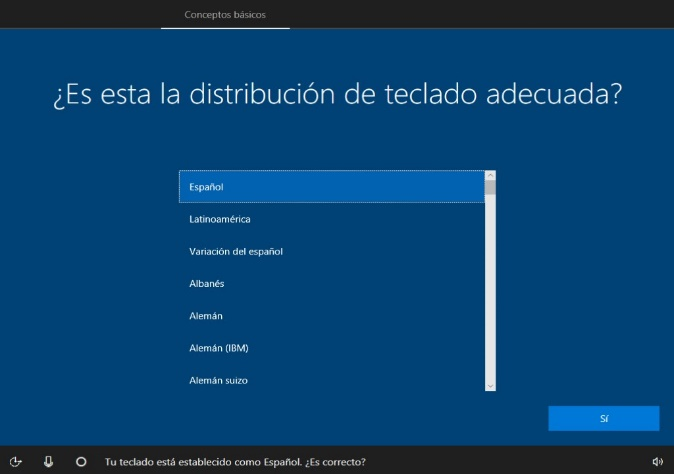 Conceptos básicos
¿Es esta la distribución de teclado adecuada?
Español
Latinoamérica
Variación del español
Albanés
Alemán
Alemán (IBM)
Alemán suizo
Sí
Tu teclado está establecido como Español. ¿Es correcto?